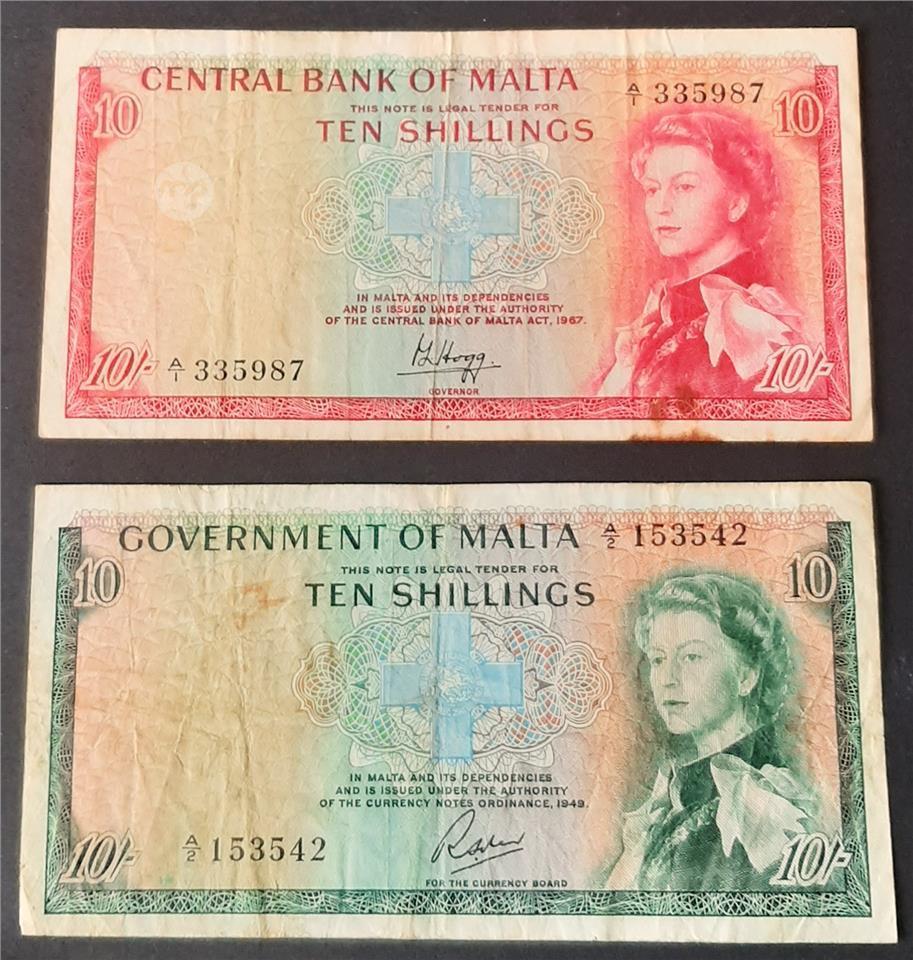 CENTRAL BANK OF MALTA
A/1 335987
10
10
THIS NOTE IS LEGAL TENDER FOR
TEN SHILLINGS
IN MALTA AND ITS DEPENDENCIES
AND IS ISSUED UNDER THE AUTHORITY
OF THE CENTRAL BANK OF MALTA ACT, 1967.
10/-
A/1 335987
P.L. Hogg.
GOVERNOR
10/-
GOVERNMENT OF MALTA
A/2 153542
10
10
THIS NOTE IS LEGAL TENDER FOR
TEN SHILLINGS
IN MALTA AND ITS DEPENDENCIES
AND IS ISSUED UNDER THE AUTHORITY
OF THE CURRENCY NOTES ORDINANCE, 1949.
10/-
A/2 153542
FOR THE CURRENCY BOARD
10/-